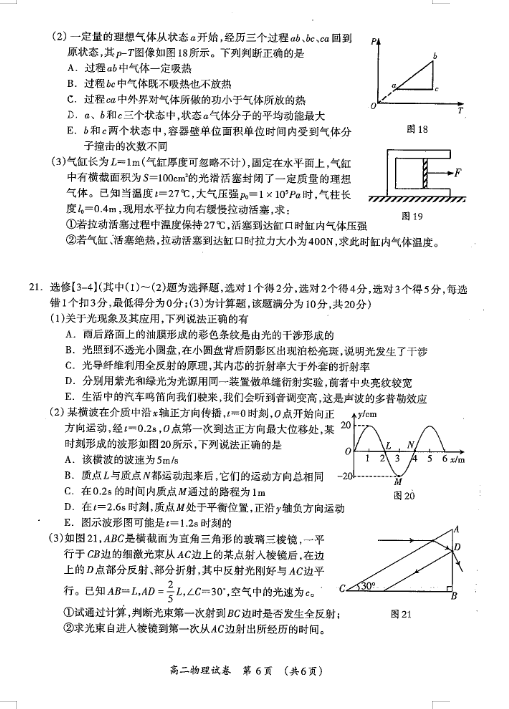 (2) 一定量的理想气体从状态a开始,经历三个过程ab、bc、ca回到
原状态,其p-T图像如图18所示。下列判断正确的是
A. 过程ab中气体一定吸热
B. 过程bc中气体既不吸热也不放热
C. 过程ca中外界对气体所做的功小于气体所放的热
D. a、b和c三个状态中,状态a气体分子的平均动能最大
E. b和c两个状态中,容器壁单位面积单位时间内受到气体分
子撞击的次数不同
P
b
a
c
O
T
图18
(3)气缸长为L=1m(气缸厚度可忽略不计),固定在水平面上,气缸
中有横截面积为S=100cm²的光滑活塞封闭了一定质量的理想
气体。已知当温度t=27℃,大气压强p₀=1×10⁵Pa时,气柱长
度l₀=0.4m,现用水平拉力向右缓慢拉动活塞,求:
①若拉动活塞过程中温度保持27℃,活塞到达缸口时缸内气体压强
②若气缸、活塞绝热,拉动活塞到达缸口时拉力大小为400N,求此时缸内气体温度。
F
图19
21. 选修[3-4](其中(1)~(2)题为选择题,选对1个得2分,选对2个得4分,选对3个得5分,每选
错1个扣3分,最低得分为0分;(3)为计算题,该题满分为10分,共20分)
(1)关于光现象及其应用,下列说法正确的有
A. 雨后路面上的油膜形成的彩色条纹是由光的干涉形成的
B. 光照到不透光小圆盘,在小圆盘背后阴影区出现泊松亮斑,说明光发生了干涉
C. 光导纤维利用全反射的原理,其内芯的折射率大于外套的折射率
D. 分别用紫光和绿光为光源用同一装置做单缝衍射实验,前者中央亮纹较宽
E. 生活中的汽车鸣笛向我们驶来,我们会听到音调变高,这是声波的多普勒效应
(2) 某横波在介质中沿x轴正方向传播,t=0时刻,O点开始向正
方向运动,经t=0.2s,O点第一次到达正方向最大位移处,某
时刻形成的波形如图20所示,下列说法正确的是
A. 该横波的波速为5m/s
B. 质点L与质点N都运动起来后,它们的运动方向总相同
C. 在0.2s的时间内质点M通过的路程为1m
D. 在t=2.6s时刻,质点M处于平衡位置,正沿y轴负方向运动
E. 图示波形图可能是t=1.2s时刻的
y/cm
20
L
N
0
1 2 3 4 5 6 x/m
-20
M
图20
(3)如图21,ABC是横截面为直角三角形的玻璃三棱镜,一平
行于CB边的细激光束从AC边上的某点射入棱镜后,在边
上的D点部分反射、部分折射,其中反射光刚好与AC边平
行。已知AB=L,AD=2/5L,∠C=30°,空气中的光速为c。
①试通过计算,判断光束第一次射到BC边时是否发生全反射;
②求光束自进入棱镜到第一次从AC边射出所经历的时间。
A
D
C
30°
B
图21
高二物理试卷 第6页 (共6页)